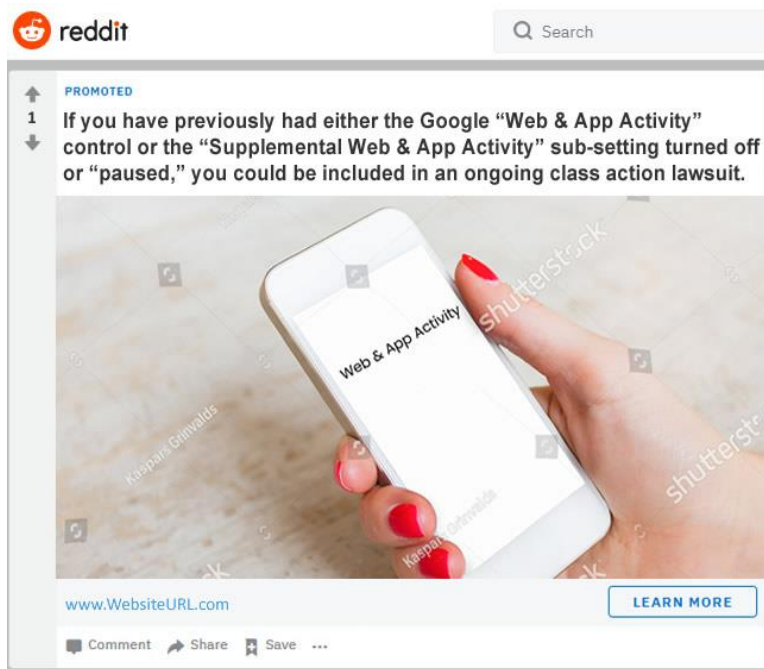 reddit
Search
PROMOTED
1
If you have previously had either the Google “Web & App Activity”
control or the “Supplemental Web & App Activity” sub-setting turned off
or “paused,” you could be included in an ongoing class action lawsuit.
shutterstock
Web & App Activity
Kaspars Grinvalds
shutterst
Kaspars Grinvalds
www.WebsiteURL.com
LEARN MORE
Comment Share Save ...